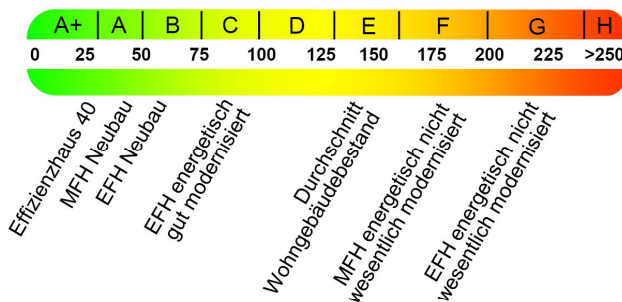 A+ A B C D E F G H
0 25 50 75 100 125 150 175 200 225 >250
Effizienzhaus 40
MFH Neubau
EFH Neubau
EFH energetisch
gut modernisiert
Durchschnitt
Wohngebäudebestand
MFH energetisch nicht
wesentlich modernisiert
EFH energetisch nicht
wesentlich modernisiert